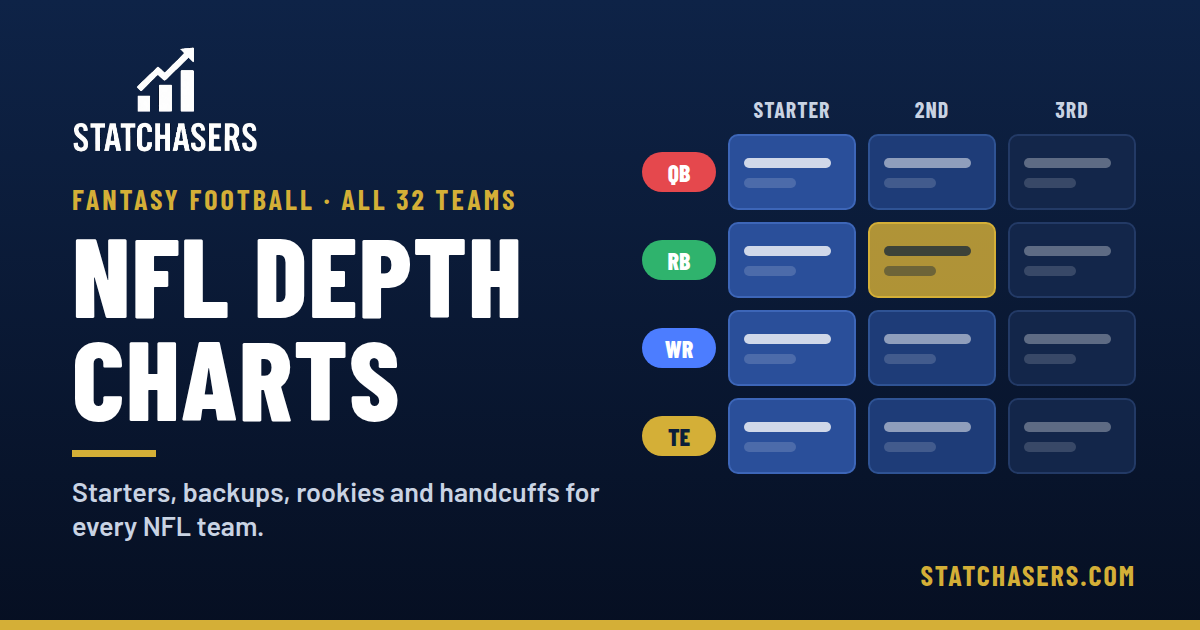 STATCHASERS
FANTASY FOOTBALL · ALL 32 TEAMS
NFL DEPTH
CHARTS
Starters, backups, rookies and handcuffs for
every NFL team.
STARTER 2ND 3RD
QB
RB
WR
TE
STATCHASERS.COM